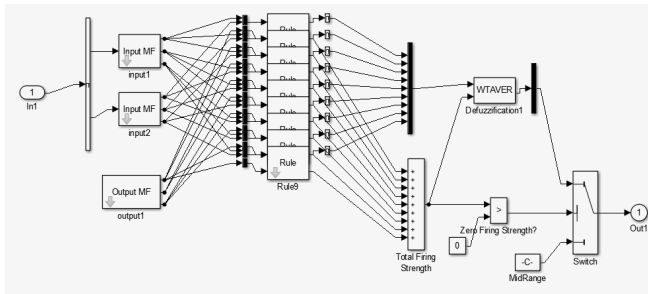 1
In1
Input MF
input1
Input MF
input2
Output MF
output1
Rule
Rule
Rule
Rule
Rule
Rule
Rule
Rule
Rule
Rule9
+
+
+
+
+
+
+
+
+
Total Firing
Strength
WTAVER
Defuzzification1
>
Zero Firing Strength?
0
-C-
MidRange
Switch
1
Out1